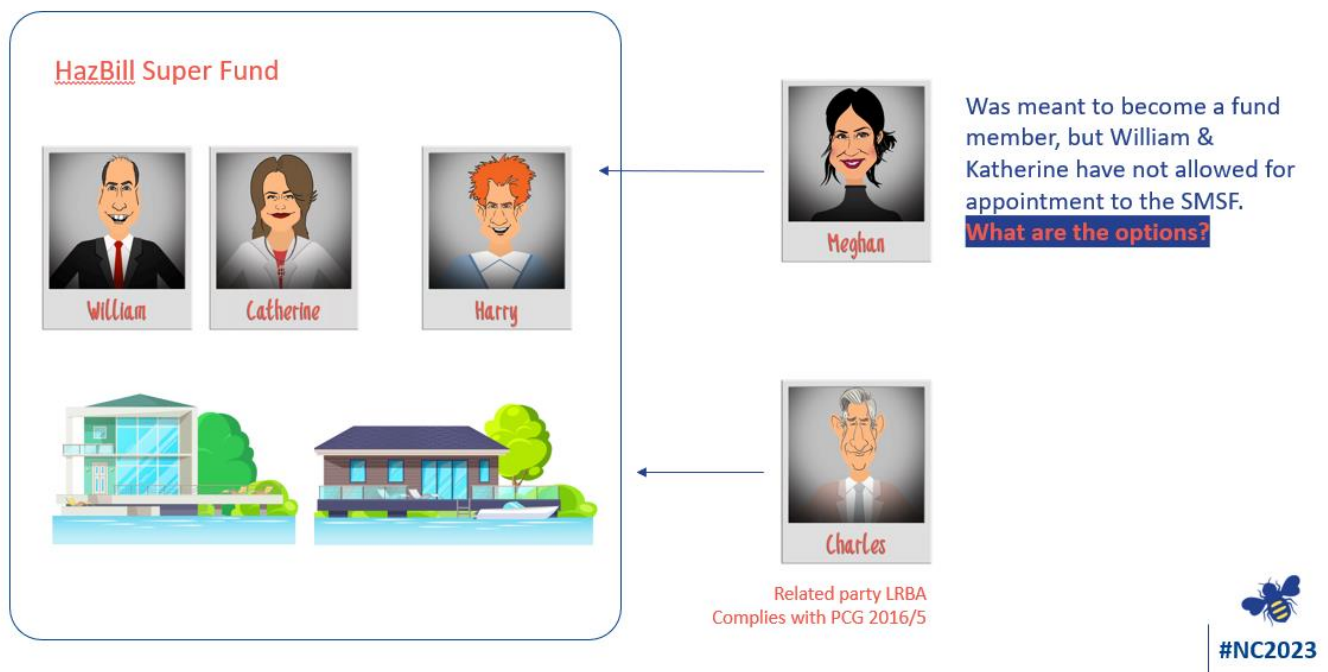 HazBill Super Fund
William
Catherine
Harry
Meghan
Was meant to become a fund
member, but William &
Katherine have not allowed for
appointment to the SMSF.
What are the options?
Charles
Related party LRBA
Complies with PCG 2016/5
#NC2023